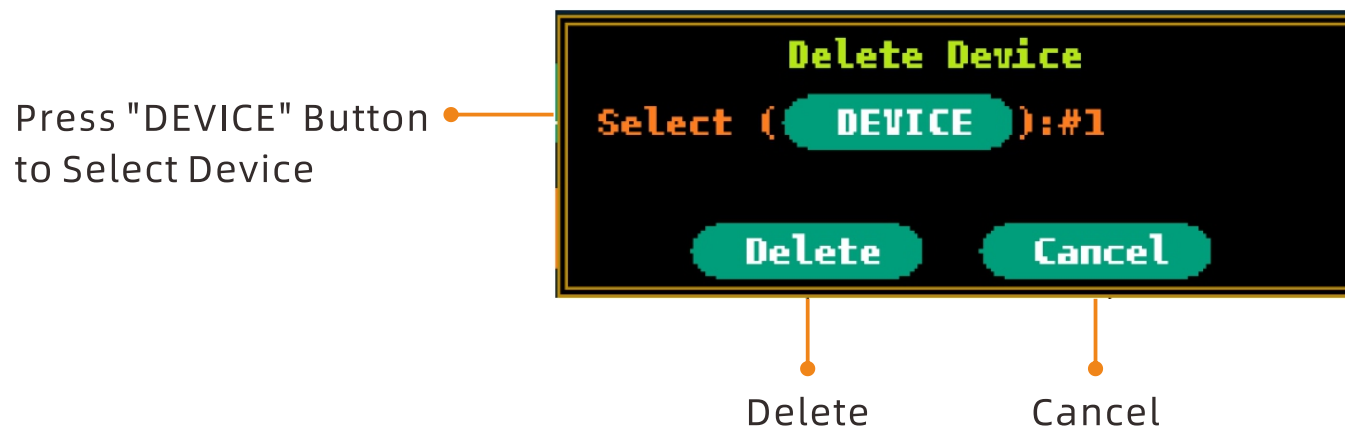 Delete Device
Press "DEVICE" Button
to Select Device
Select ( DEVICE ):#1
Delete Cancel
Delete Cancel